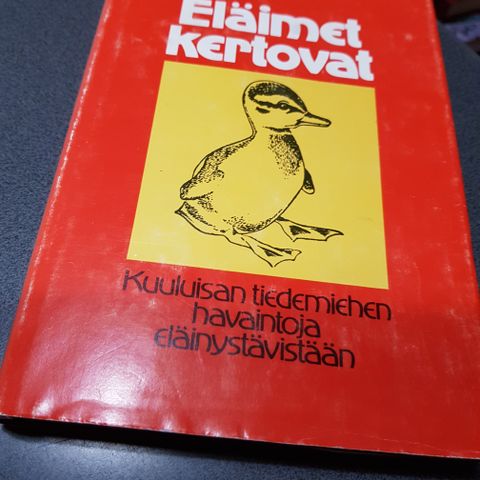 Eläimet
kertovat
Kuuluisan tiedemiehen
havaintoja
eläinystävistään